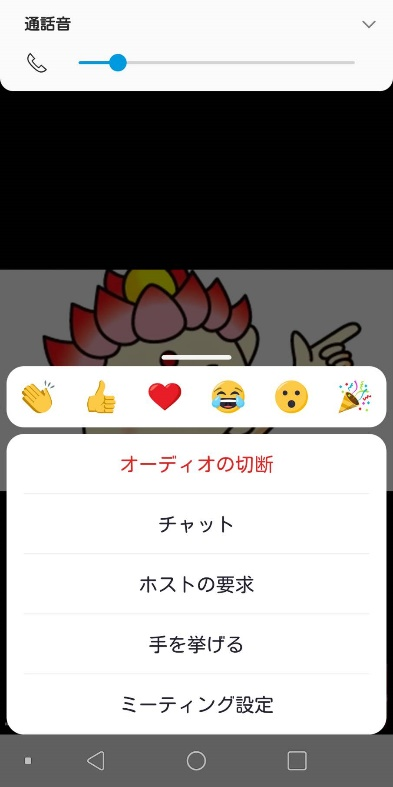 通話音
オーディオの切断
チャット
ホストの要求
手を挙げる
ミーティング設定